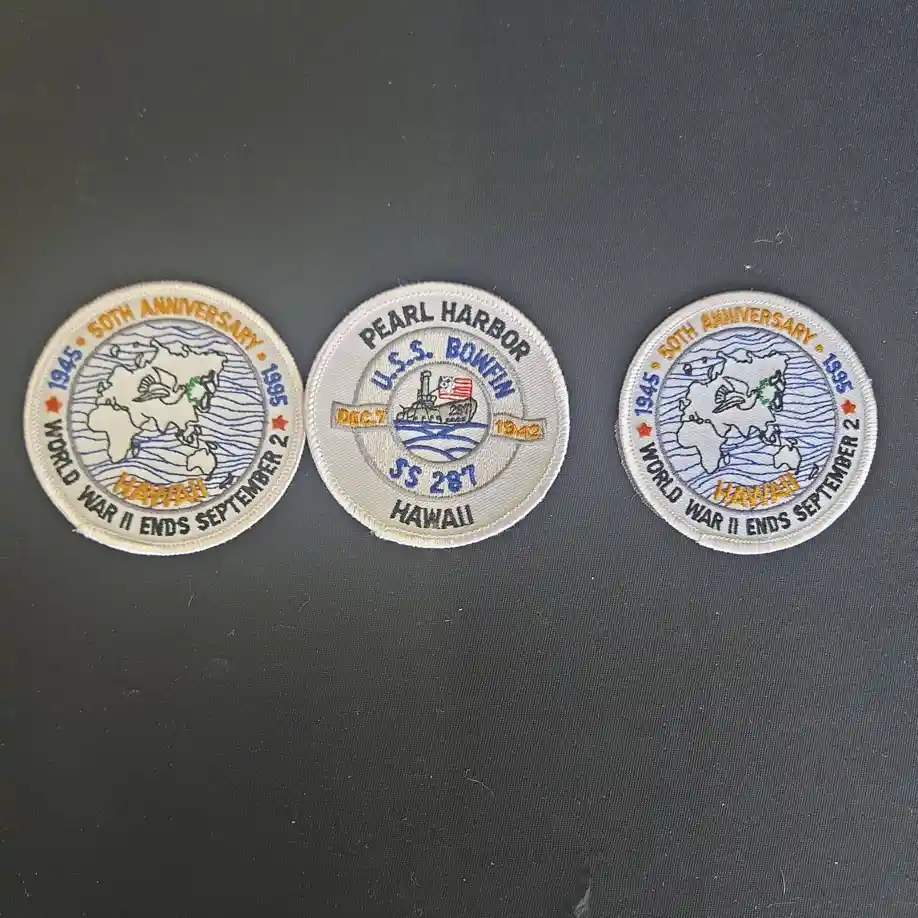 1945 • 50TH ANNIVERSARY • 1995
HAWAII
WORLD WAR II ENDS SEPTEMBER 2
PEARL HARBOR
U.S.S. BOWFIN
DEC. 7
287
1942
SS 287
HAWAII
1945 • 50TH ANNIVERSARY • 1995
HAWAII
WORLD WAR II ENDS SEPTEMBER 2